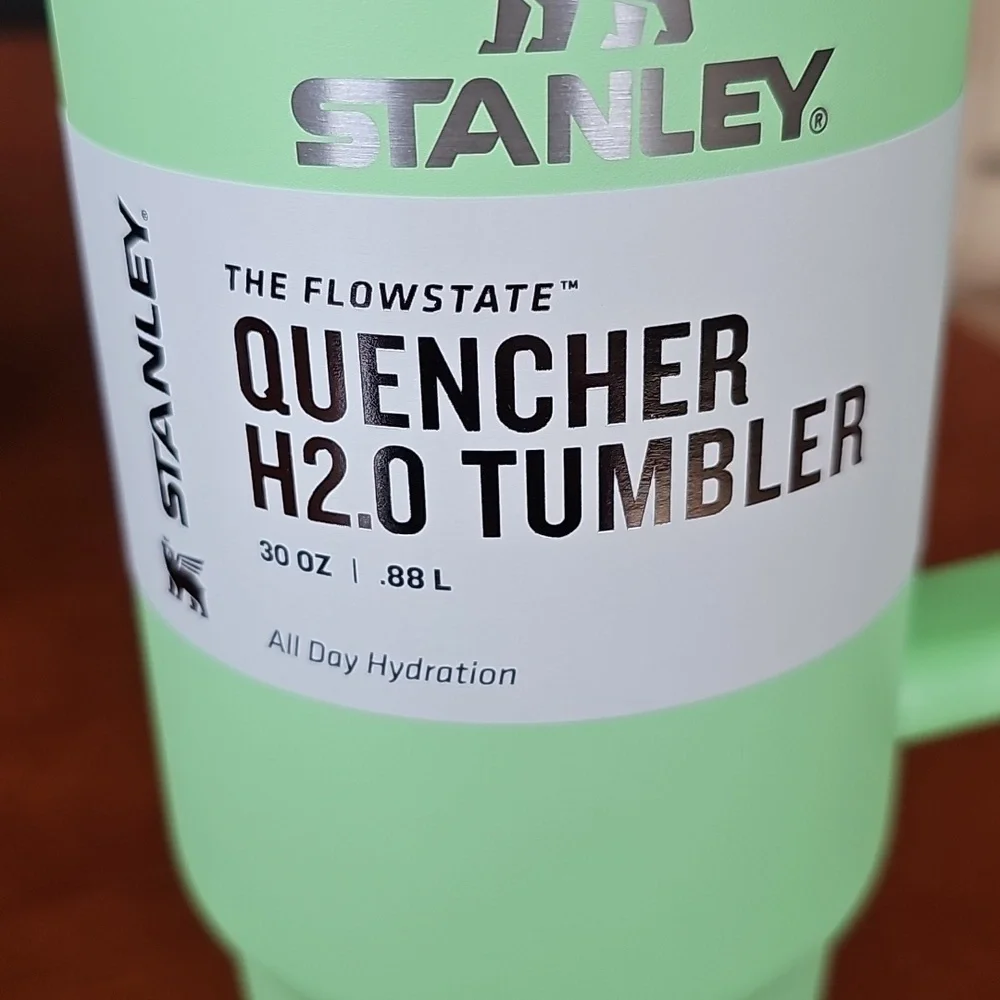 STANLEY®
STANLEY®
THE FLOWSTATE™
QUENCHER
H2.0 TUMBLER
30 OZ | .88 L
All Day Hydration